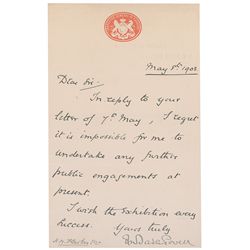 May 8th 1903
Dear Sir -
In reply to your
letter of 7th May, I regret
it is impossible for me to
undertake any further
public engagements at
present.
I wish the Exhibition every
success.
Yours truly